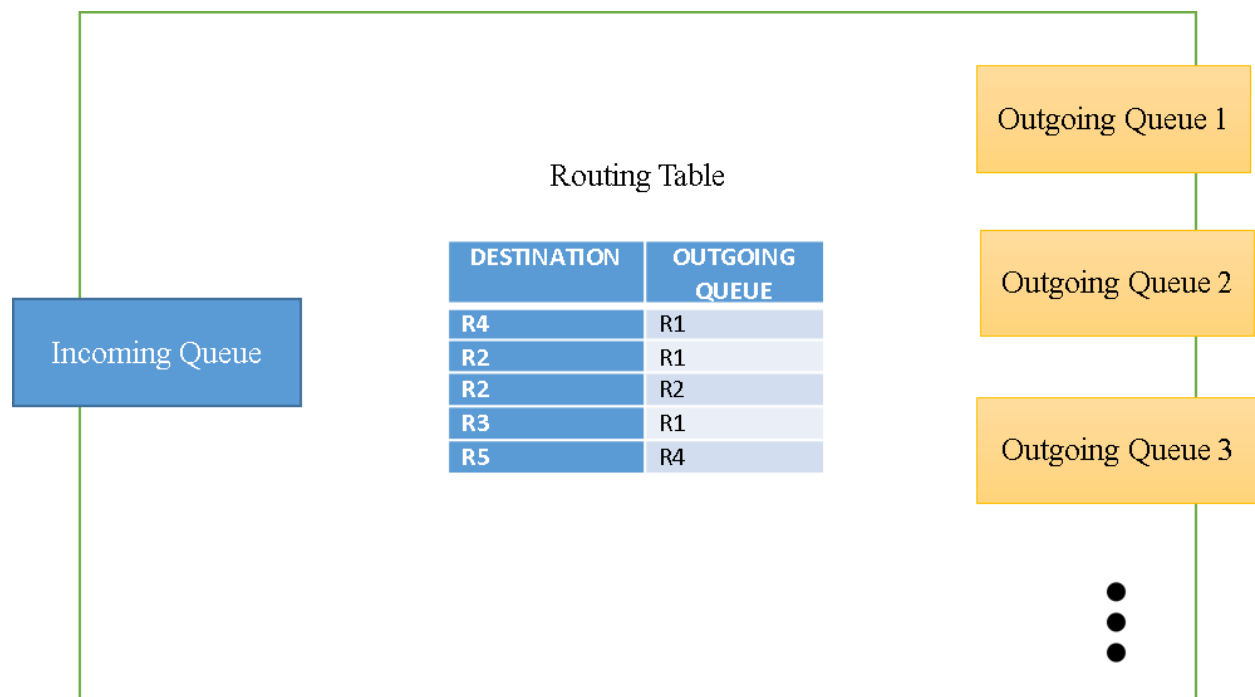 Outgoing Queue 1
Routing Table
DESTINATION OUTGOING
QUEUE
Outgoing Queue 2
Incoming Queue
R4 R1
R2 R1
R2 R2
R3 R1
R5 R4
Outgoing Queue 3